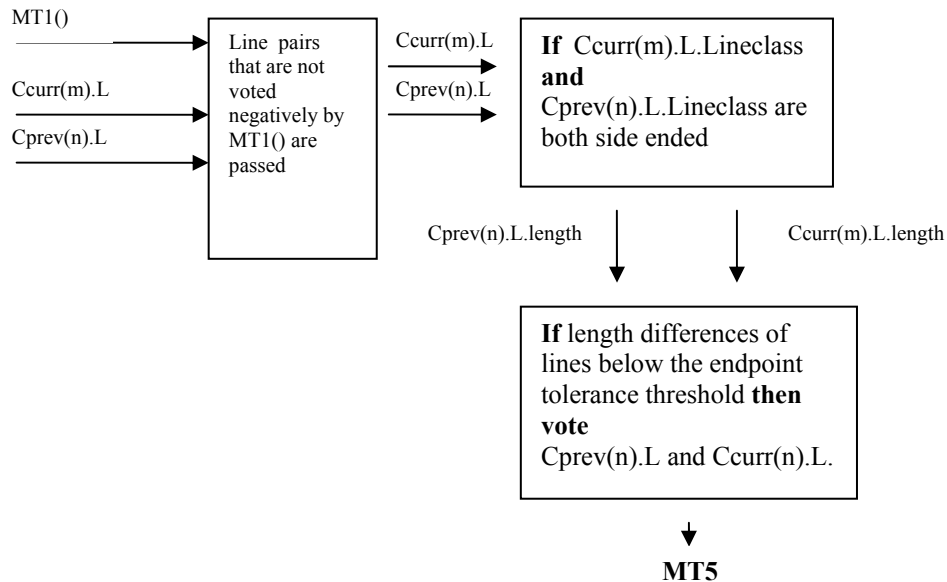 MT1()
Ccurr(m).L
Cprev(n).L
Line pairs
that are not
voted
negatively by
MT1() are
passed
Ccurr(m).L
Cprev(n).L
If Ccurr(m).L.Lineclass
and
Cprev(n).L.Lineclass are
both side ended
Cprev(n).L.length
Ccurr(m).L.length
If length differences of
lines below the endpoint
tolerance threshold then
vote
Cprev(n).L and Ccurr(n).L.
MT5